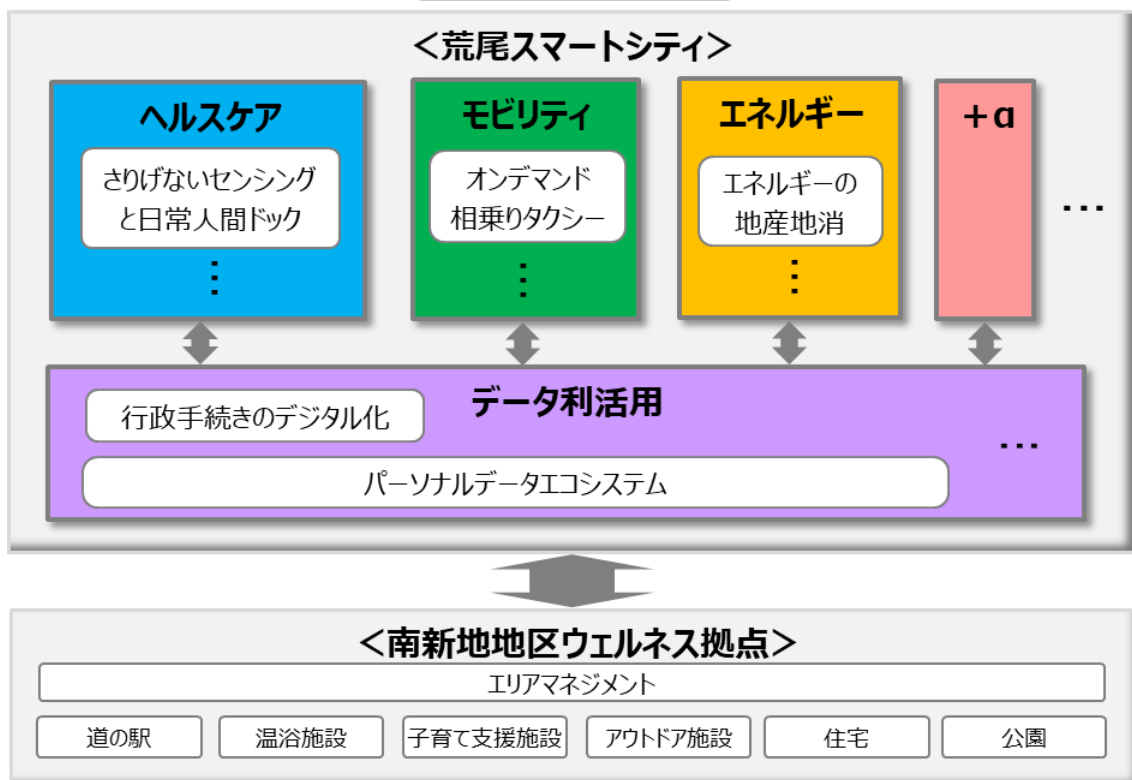 ＜荒尾スマートシティ＞
ヘルスケア
さりげないセンシング
と日常人間ドック
⋮
モビリティ
オンデマンド
相乗りタクシー
⋮
エネルギー
エネルギーの
地産地消
⋮
＋α
…
データ利活用
行政手続きのデジタル化
…
パーソナルデータエコシステム
＜南新地地区ウェルネス拠点＞
エリアマネジメント
道の駅
温浴施設
子育て支援施設
アウトドア施設
住宅
公園